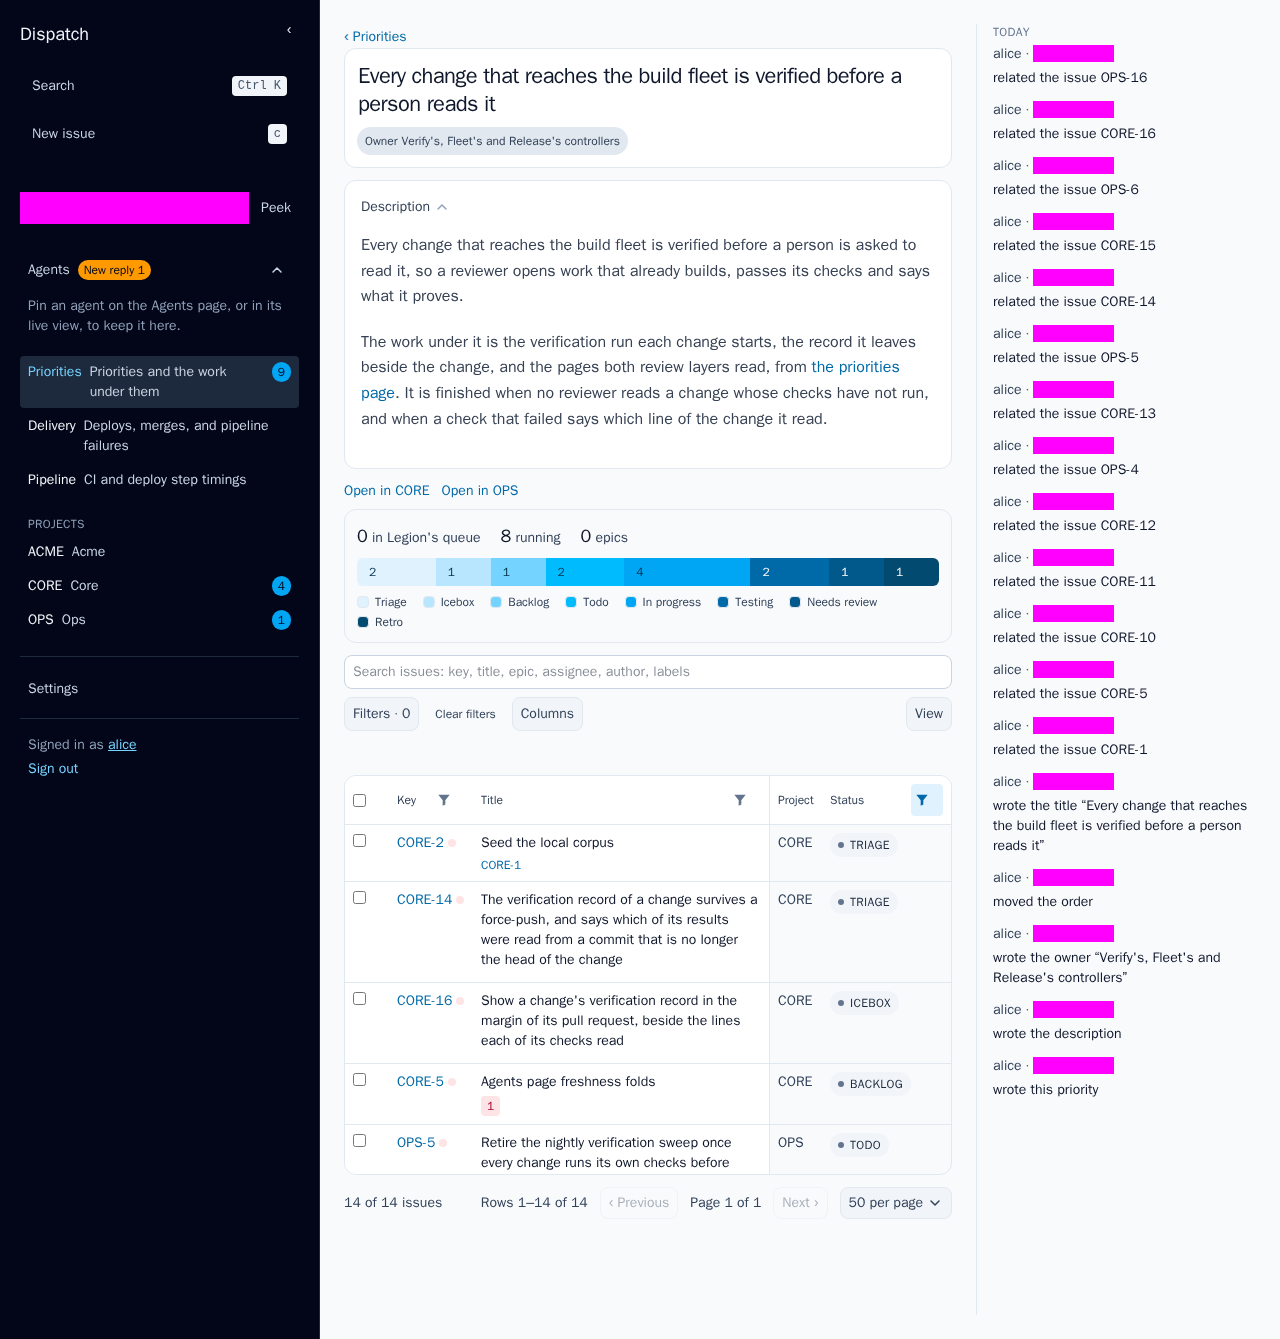 Dispatch
‹
Search
Ctrl K
New issue
C
Peek
Agents
New reply 1
Pin an agent on the Agents page, or in its
live view, to keep it here.
Priorities
Priorities and the work
under them
9
Delivery
Deploys, merges, and pipeline
failures
Pipeline
CI and deploy step timings
PROJECTS
ACME Acme
CORE Core
4
OPS Ops
1
Settings
Signed in as alice
Sign out
‹ Priorities
Every change that reaches the build fleet is verified before a
person reads it
Owner Verify's, Fleet's and Release's controllers
Description
Every change that reaches the build fleet is verified before a person is asked to
read it, so a reviewer opens work that already builds, passes its checks and says
what it proves.
The work under it is the verification run each change starts, the record it leaves
beside the change, and the pages both review layers read, from the priorities
page. It is finished when no reviewer reads a change whose checks have not run,
and when a check that failed says which line of the change it read.
Open in CORE Open in OPS
0 in Legion's queue 8 running 0 epics
2 1 1 2 4 2 1 1
Triage Icebox Backlog Todo In progress Testing Needs review
Retro
Search issues: key, title, epic, assignee, author, labels
Filters · 0 Clear filters Columns View
Key Title Project Status
CORE-2 Seed the local corpus CORE TRIAGE
CORE-1
CORE-14 The verification record of a change survives a CORE TRIAGE
force-push, and says which of its results
were read from a commit that is no longer
the head of the change
CORE-16 Show a change's verification record in the CORE ICEBOX
margin of its pull request, beside the lines
each of its checks read
CORE-5 Agents page freshness folds CORE BACKLOG
1
OPS-5 Retire the nightly verification sweep once OPS TODO
every change runs its own checks before
14 of 14 issues Rows 1–14 of 14 ‹ Previous Page 1 of 1 Next › 50 per page
TODAY
alice ·
related the issue OPS-16
alice ·
related the issue CORE-16
alice ·
related the issue OPS-6
alice ·
related the issue CORE-15
alice ·
related the issue CORE-14
alice ·
related the issue OPS-5
alice ·
related the issue CORE-13
alice ·
related the issue OPS-4
alice ·
related the issue CORE-12
alice ·
related the issue CORE-11
alice ·
related the issue CORE-10
alice ·
related the issue CORE-5
alice ·
related the issue CORE-1
alice ·
wrote the title “Every change that reaches
the build fleet is verified before a person
reads it”
alice ·
moved the order
alice ·
wrote the owner “Verify's, Fleet's and
Release's controllers”
alice ·
wrote the description
alice ·
wrote this priority